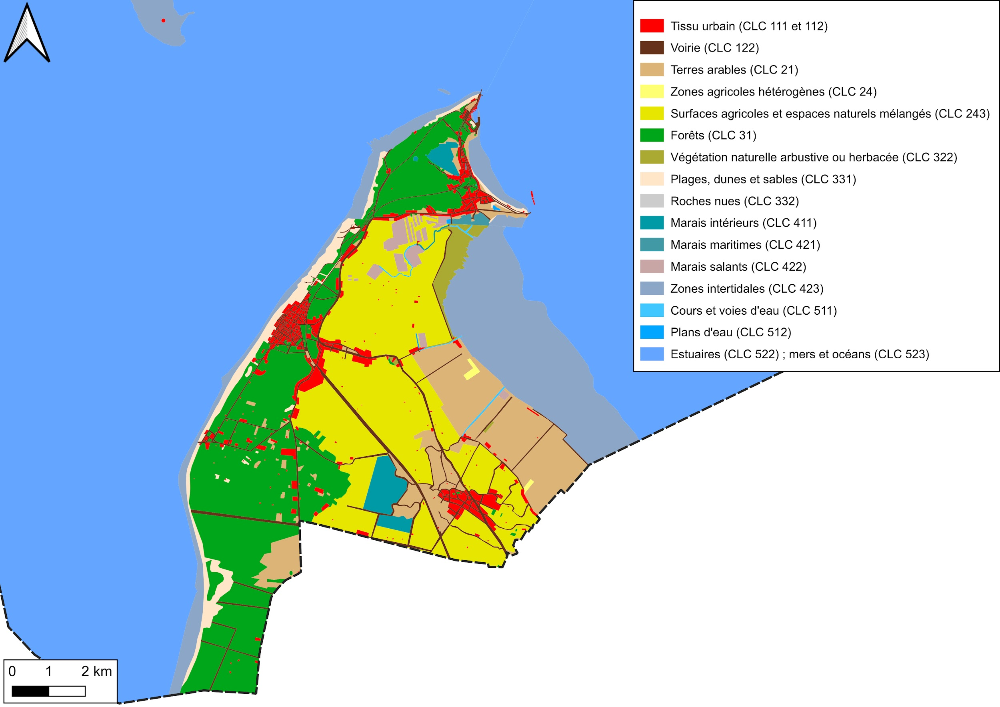 Tissu urbain (CLC 111 et 112)
Voirie (CLC 122)
Terres arables (CLC 21)
Zones agricoles hétérogènes (CLC 24)
Surfaces agricoles et espaces naturels mélangés (CLC 243)
Forêts (CLC 31)
Végétation naturelle arbustive ou herbacée (CLC 322)
Plages, dunes et sables (CLC 331)
Roches nues (CLC 332)
Marais intérieurs (CLC 411)
Marais maritimes (CLC 421)
Marais salants (CLC 422)
Zones intertidales (CLC 423)
Cours et voies d'eau (CLC 511)
Plans d'eau (CLC 512)
Estuaires (CLC 522) ; mers et océans (CLC 523)
0 1 2 km